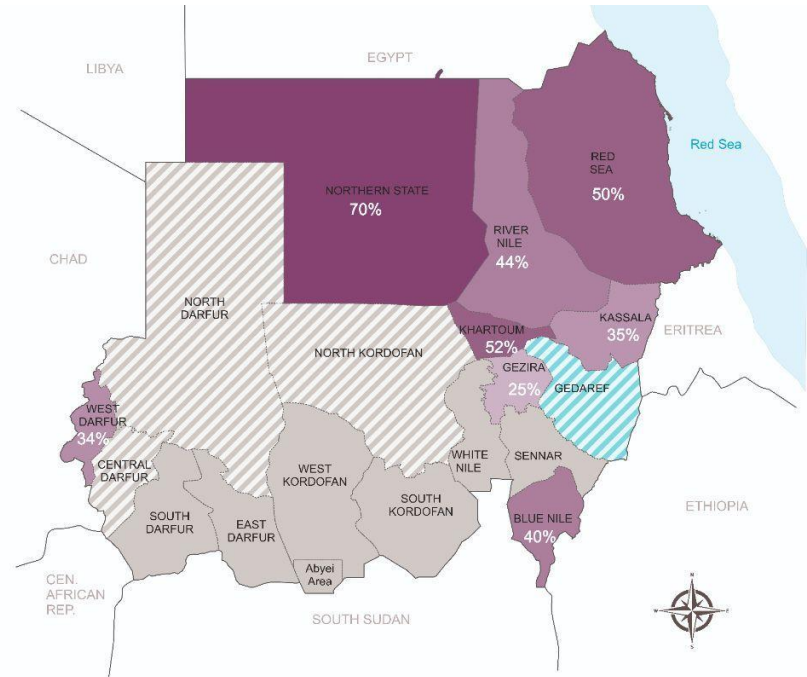 EGYPT
LIBYA
Red Sea
RED
SEA
50%
NORTHERN STATE
70%
RIVER
NILE
44%
CHAD
NORTH
DARFUR
KASSALA
35%
ERITREA
KHARTOUM
52%
NORTH KORDOFAN
GEZIRA
25%
GEDAREF
WEST
DARFUR
34%
CENTRAL
DARFUR
WHITE
NILE
SENNAR
WEST
KORDOFAN
SOUTH
KORDOFAN
SOUTH
DARFUR
EAST
DARFUR
BLUE NILE
40%
ETHIOPIA
Abyei
Area
CEN.
AFRICAN
REP.
SOUTH SUDAN
N
W
E
S